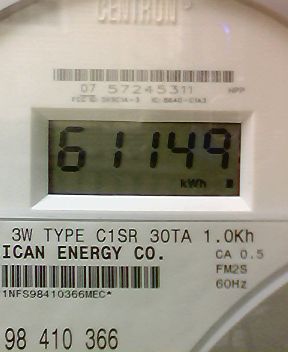 CENTRON
07 57245311
61149
kWh
3W TYPE C1SR 30TA 1.0Kh
ICAN ENERGY CO.
CA 0.5
FM2S
60Hz
1NFS98410366MEC*
98 410 366